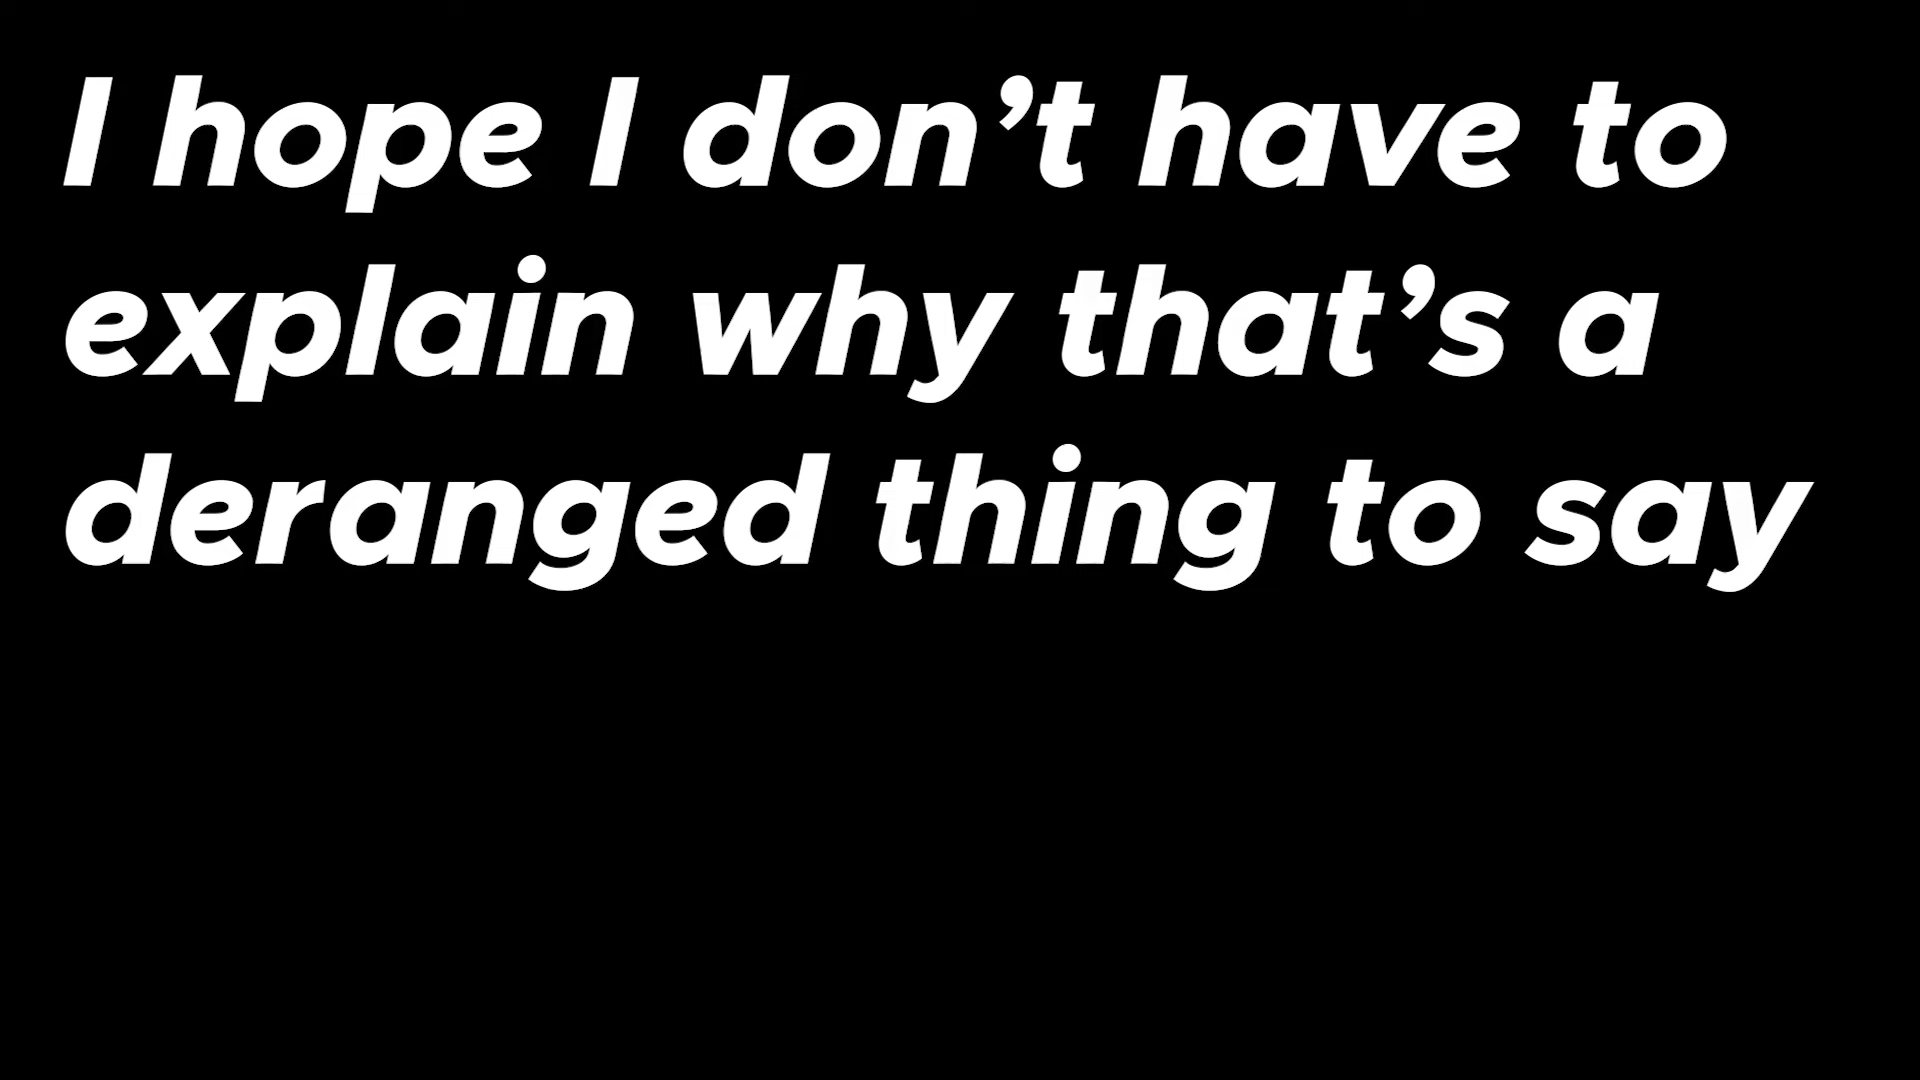 I hope I don’t have to
explain why that’s a
deranged thing to say